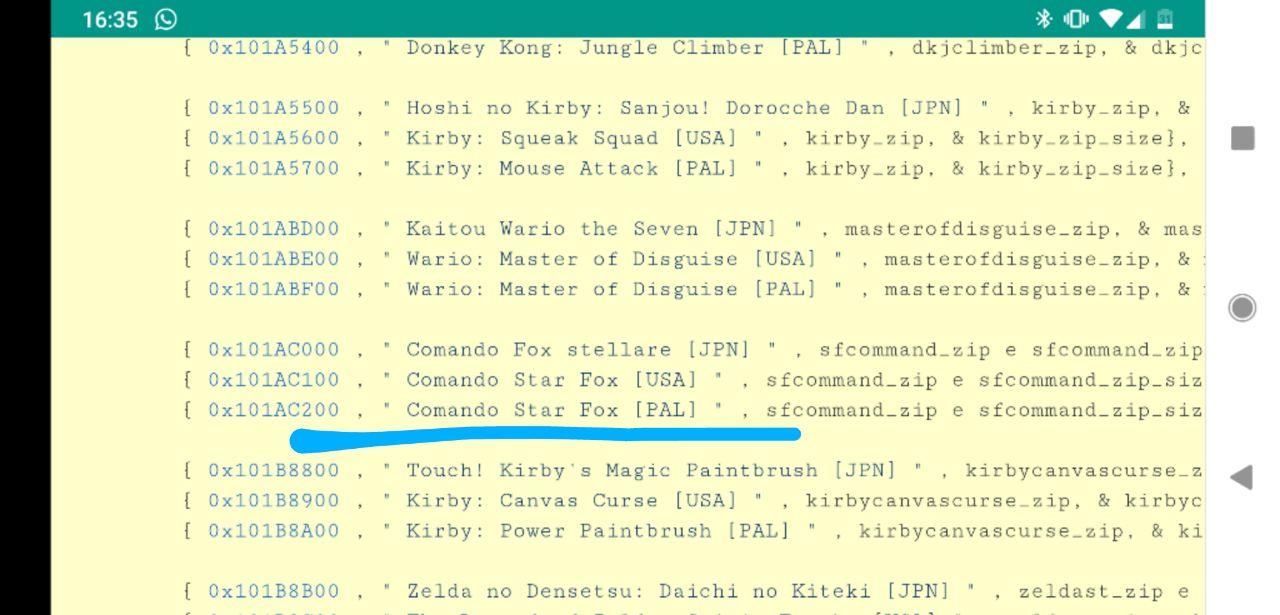 16:35
31
{ 0x101A5400 , " Donkey Kong: Jungle Climber [PAL] " , dkjclimber_zip, & dkjc
{ 0x101A5500 , " Hoshi no Kirby: Sanjou! Dorocche Dan [JPN] " , kirby_zip, &
{ 0x101A5600 , " Kirby: Squeak Squad [USA] " , kirby_zip, & kirby_zip_size},
{ 0x101A5700 , " Kirby: Mouse Attack [PAL] " , kirby_zip, & kirby_zip_size},
{ 0x101ABD00 , " Kaitou Wario the Seven [JPN] " , masterofdisguise_zip, & mas
{ 0x101ABE00 , " Wario: Master of Disguise [USA] " , masterofdisguise_zip, &
{ 0x101ABF00 , " Wario: Master of Disguise [PAL] " , masterofdisguise_zip, &
{ 0x101AC000 , " Comando Fox stellare [JPN] " , sfcommand_zip e sfcommand_zip
{ 0x101AC100 , " Comando Star Fox [USA] " , sfcommand_zip e sfcommand_zip_siz
{ 0x101AC200 , " Comando Star Fox [PAL] " , sfcommand_zip e sfcommand_zip_siz
{ 0x101B8800 , " Touch! Kirby's Magic Paintbrush [JPN] " , kirbycanvascurse_z
{ 0x101B8900 , " Kirby: Canvas Curse [USA] " , kirbycanvascurse_zip, & kirbyc
{ 0x101B8A00 , " Kirby: Power Paintbrush [PAL] " , kirbycanvascurse_zip, & ki
{ 0x101B8B00 , " Zelda no Densetsu: Daichi no Kiteki [JPN] " , zeldast_zip e